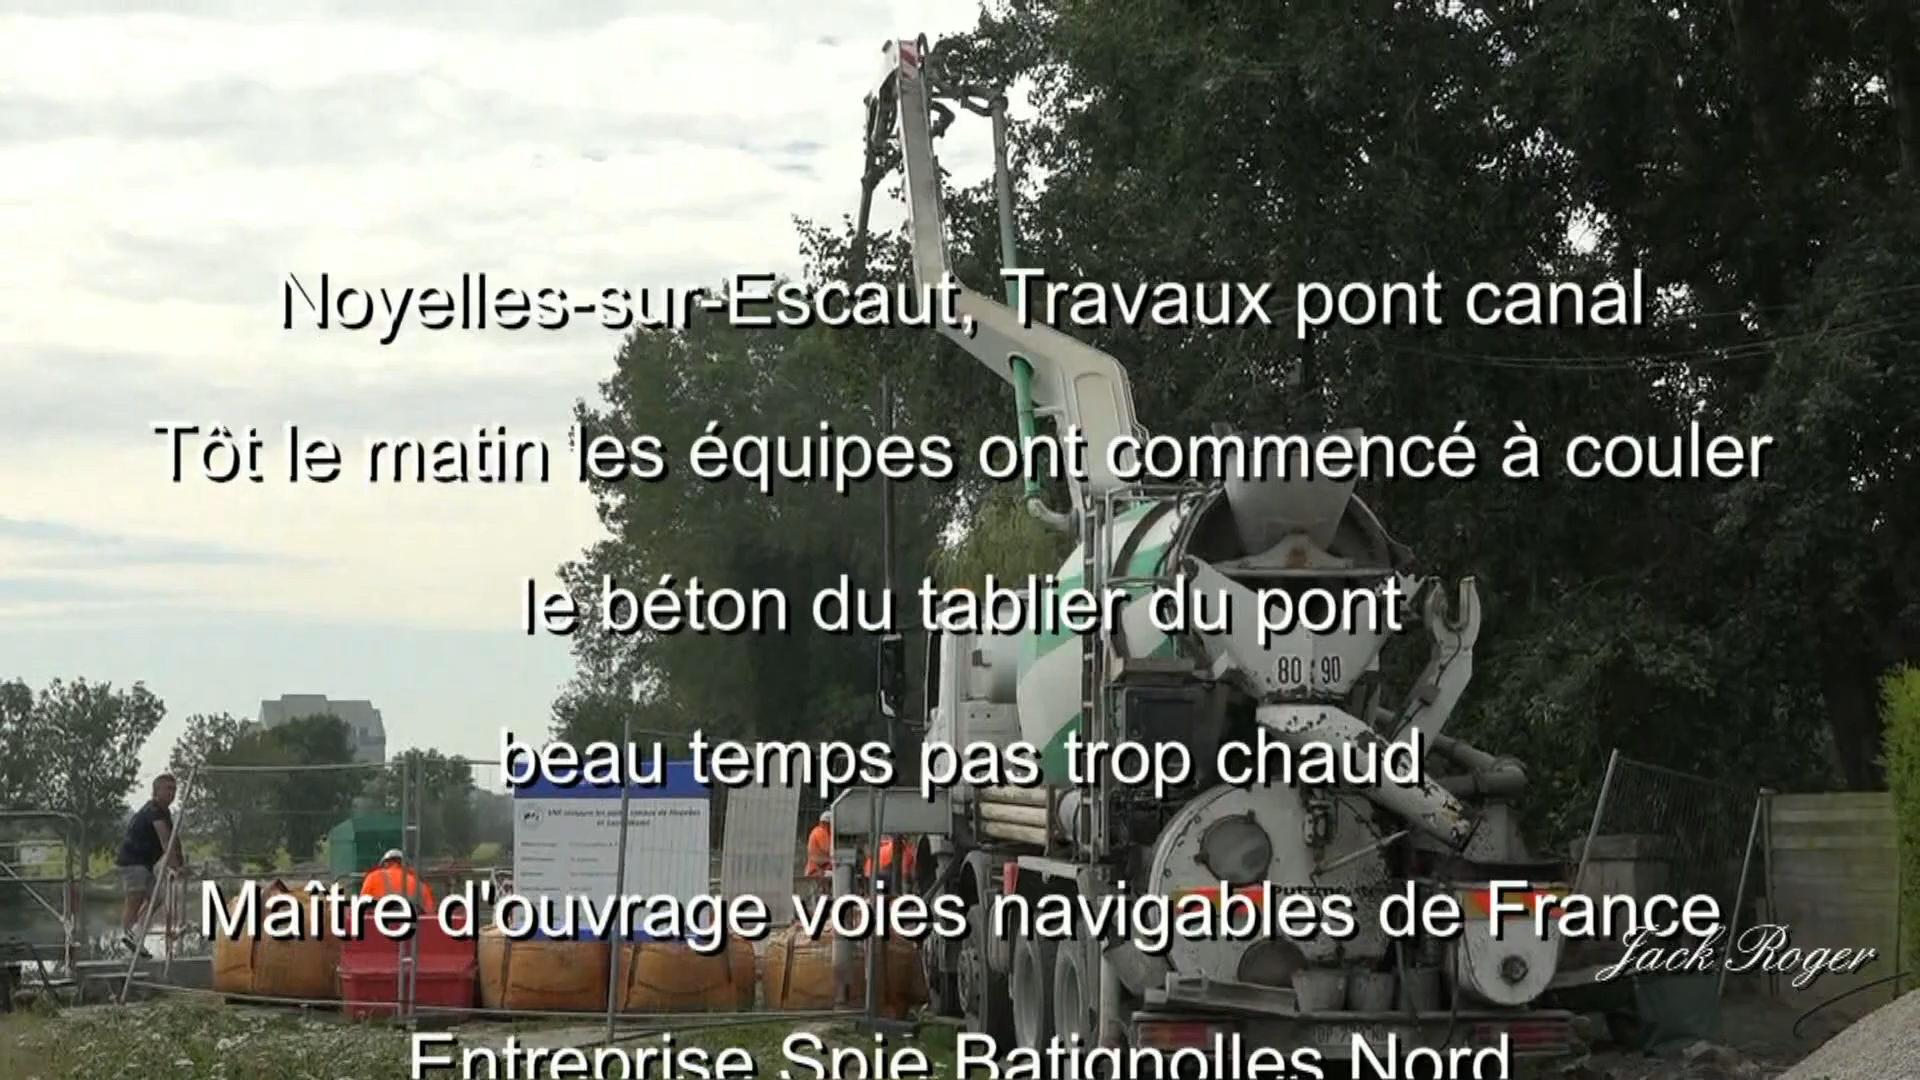 Noyelles-sur-Escaut, Travaux pont canal
Tôt le matin les équipes ont commencé à couler
le béton du tablier du pont
80 90
beau temps pas trop chaud
Maître d'ouvrage voies navigables de France
Jack Roger
Entreprise Spie Batignolles Nord